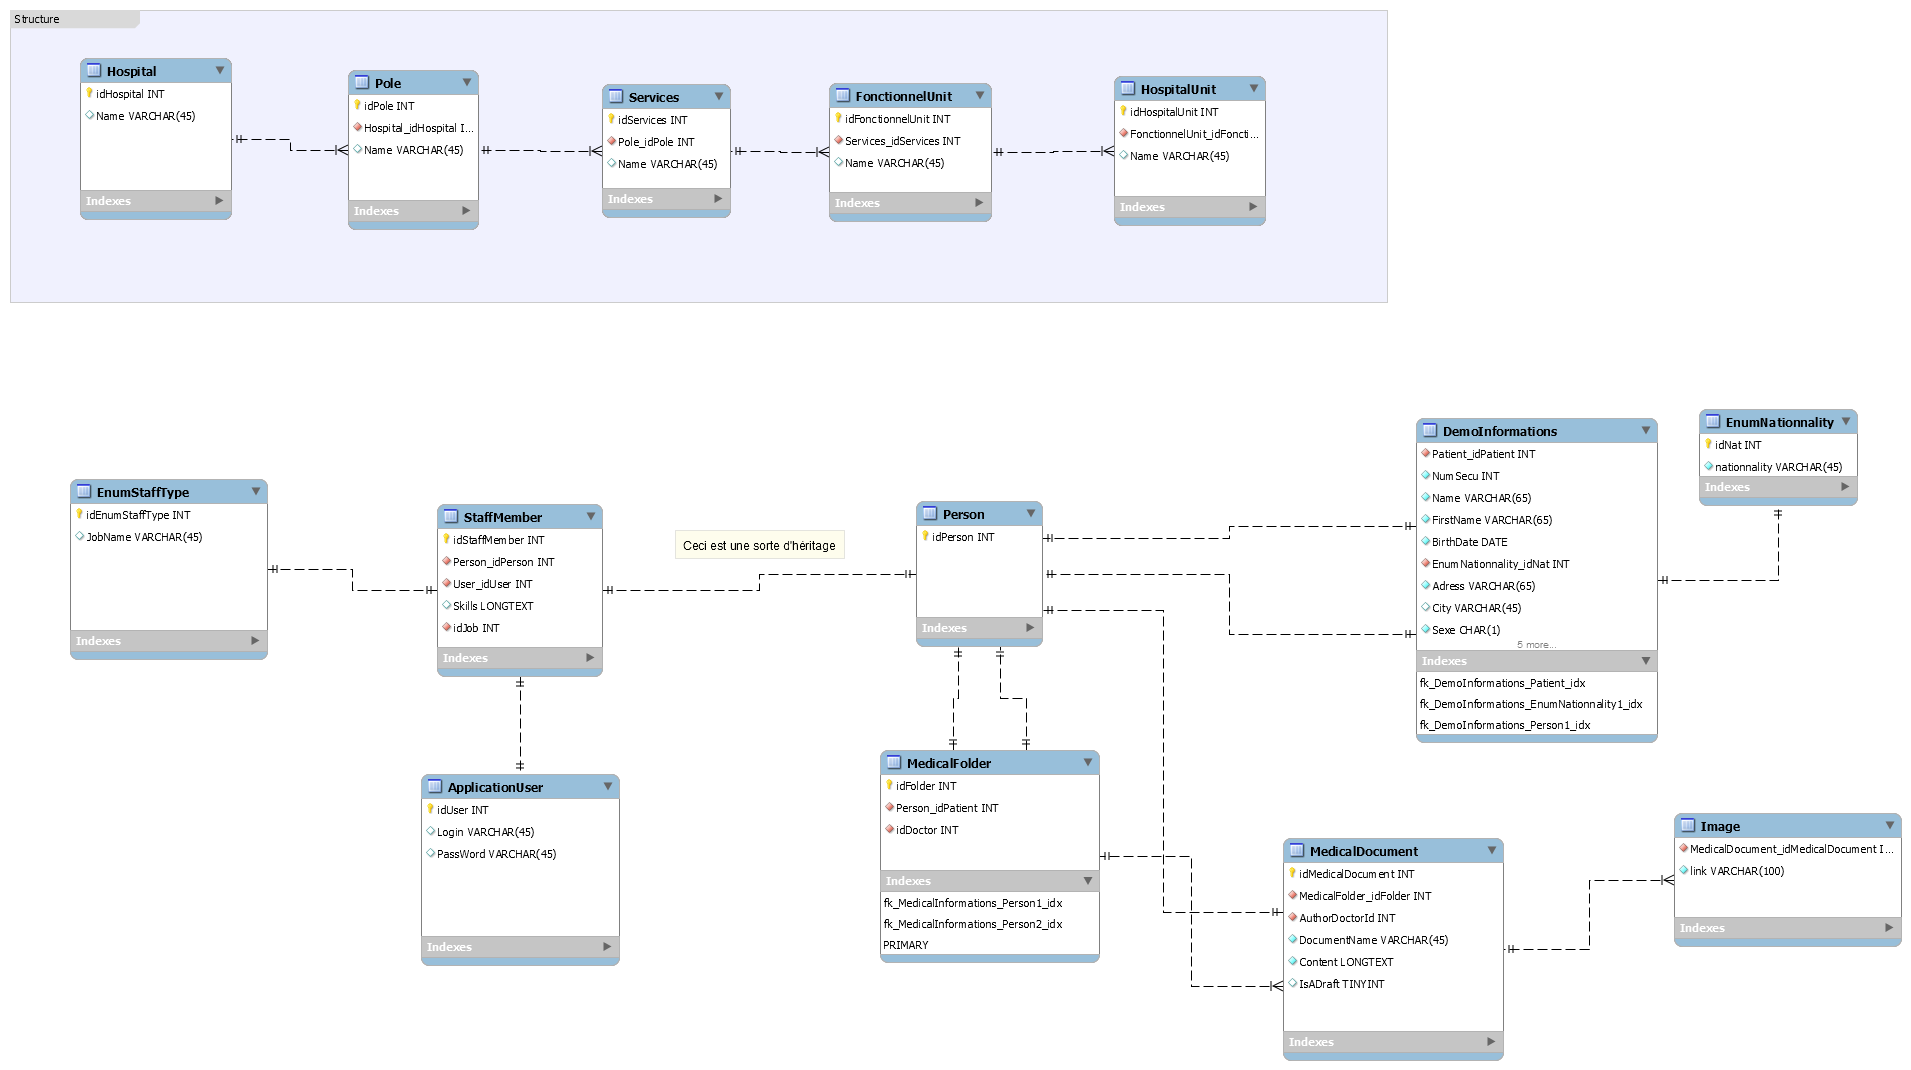 Structure
Hospital
idHospital INT
Name VARCHAR(45)
Indexes
Pole
idPole INT
Hospital_idHospital I...
Name VARCHAR(45)
Indexes
Services
idServices INT
Pole_idPole INT
Name VARCHAR(45)
Indexes
FonctionnelUnit
idFonctionnelUnit INT
Services_idServices INT
Name VARCHAR(45)
Indexes
HospitalUnit
idHospitalUnit INT
FonctionnelUnit_idFoncti...
Name VARCHAR(45)
Indexes
EnumStaffType
idEnumStaffType INT
JobName VARCHAR(45)
Indexes
StaffMember
idStaffMember INT
Person_idPerson INT
User_idUser INT
Skills LONGTEXT
idJob INT
Indexes
Ceci est une sorte d'héritage
Person
idPerson INT
Indexes
DemoInformations
Patient_idPatient INT
NumSecu INT
Name VARCHAR(65)
FirstName VARCHAR(65)
BirthDate DATE
EnumNationnality_idNat INT
Adress VARCHAR(65)
City VARCHAR(45)
Sexe CHAR(1)
5 more...
Indexes
fk_DemoInformations_Patient_idx
fk_DemoInformations_EnumNationnality1_idx
fk_DemoInformations_Person1_idx
EnumNationnality
idNat INT
nationnality VARCHAR(45)
Indexes
ApplicationUser
idUser INT
Login VARCHAR(45)
PassWord VARCHAR(45)
Indexes
MedicalFolder
idFolder INT
Person_idPatient INT
idDoctor INT
Indexes
fk_MedicalInformations_Person1_idx
fk_MedicalInformations_Person2_idx
PRIMARY
MedicalDocument
idMedicalDocument INT
MedicalFolder_idFolder INT
AuthorDoctorId INT
DocumentName VARCHAR(45)
Content LONGTEXT
IsADraft TINYINT
Indexes
Image
MedicalDocument_idMedicalDocument I...
link VARCHAR(100)
Indexes